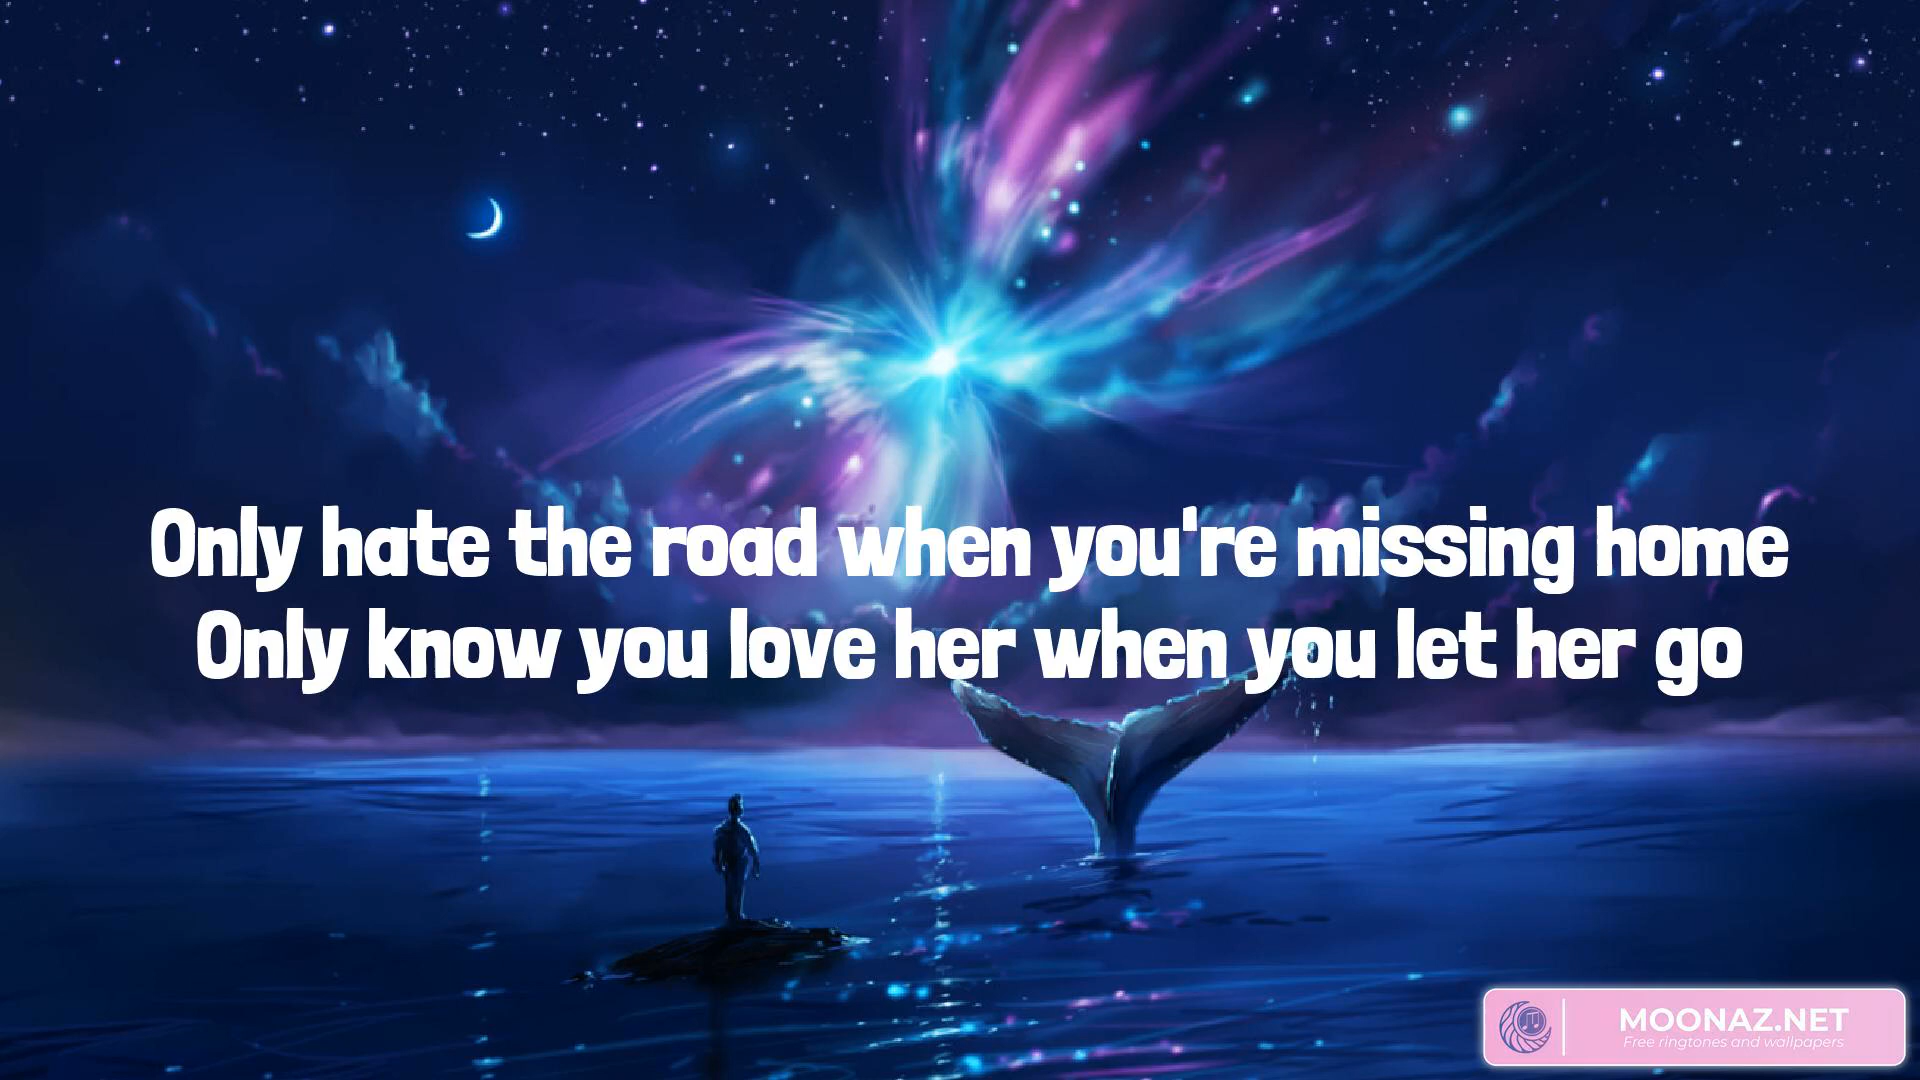 Only hate the road when you're missing home
Only know you love her when you let her go
MOONAZ.NET
Free ringtones and wallpapers